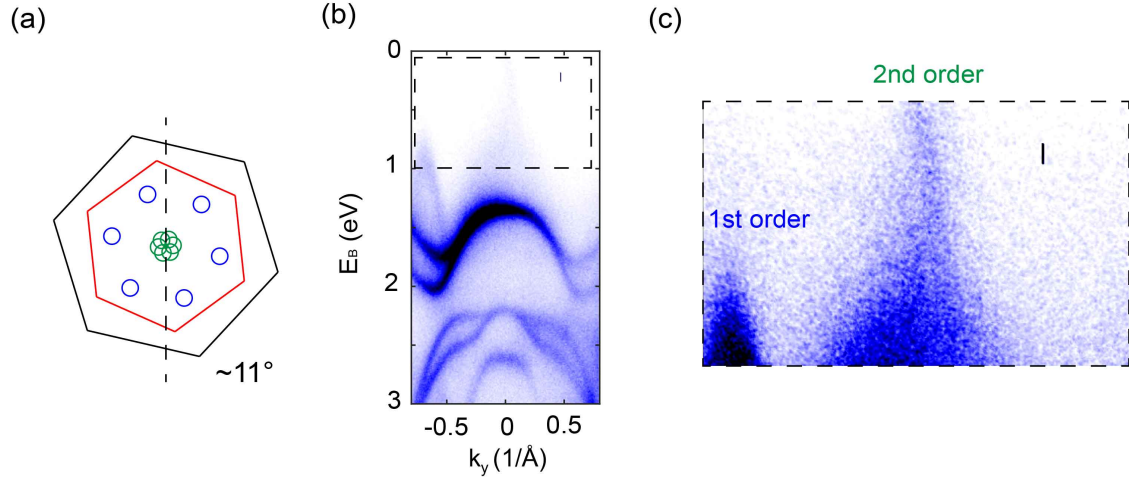 (a)
(b)
(c)
~11°
0
1
2
3
E_B (eV)
-0.5
0
0.5
k_y (1/Å)
2nd order
1st order